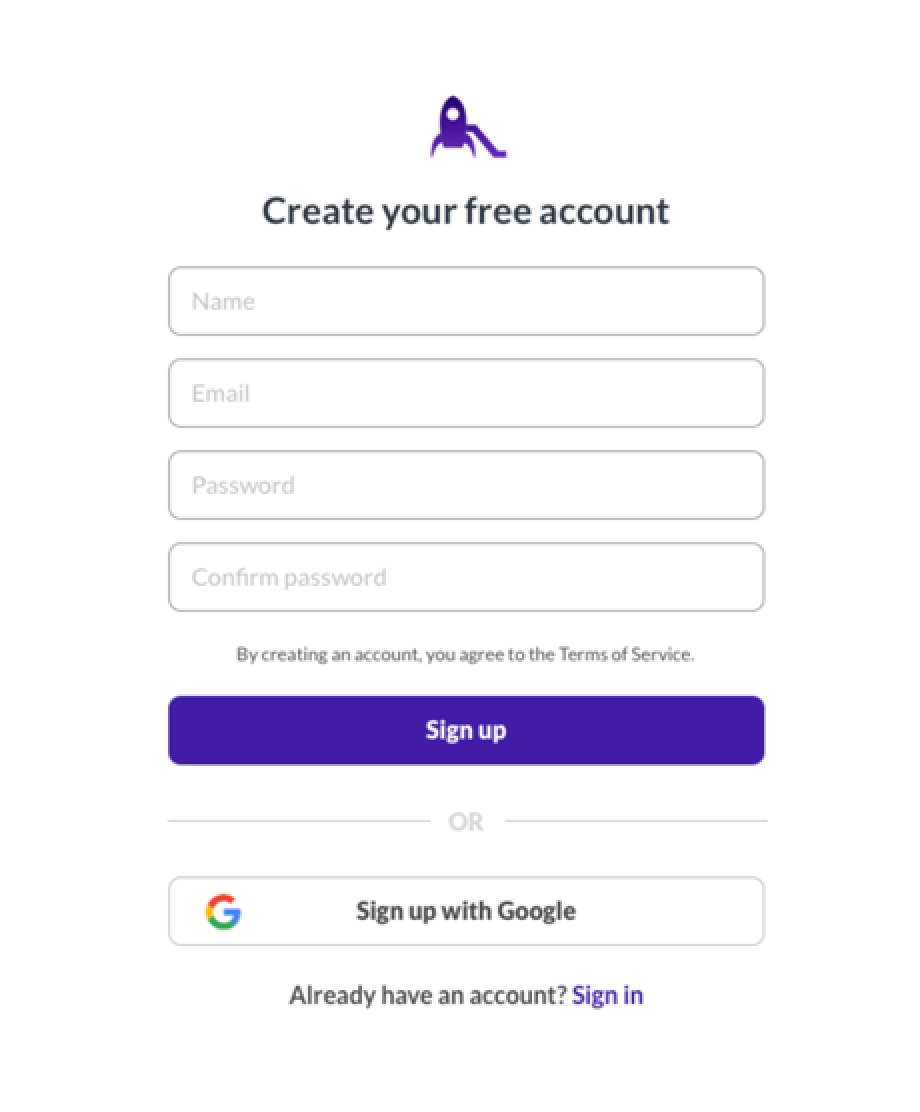 Create your free account
Name
Email
Password
Confirm password
By creating an account, you agree to the Terms of Service.
Sign up
OR
Sign up with Google
Already have an account? Sign in